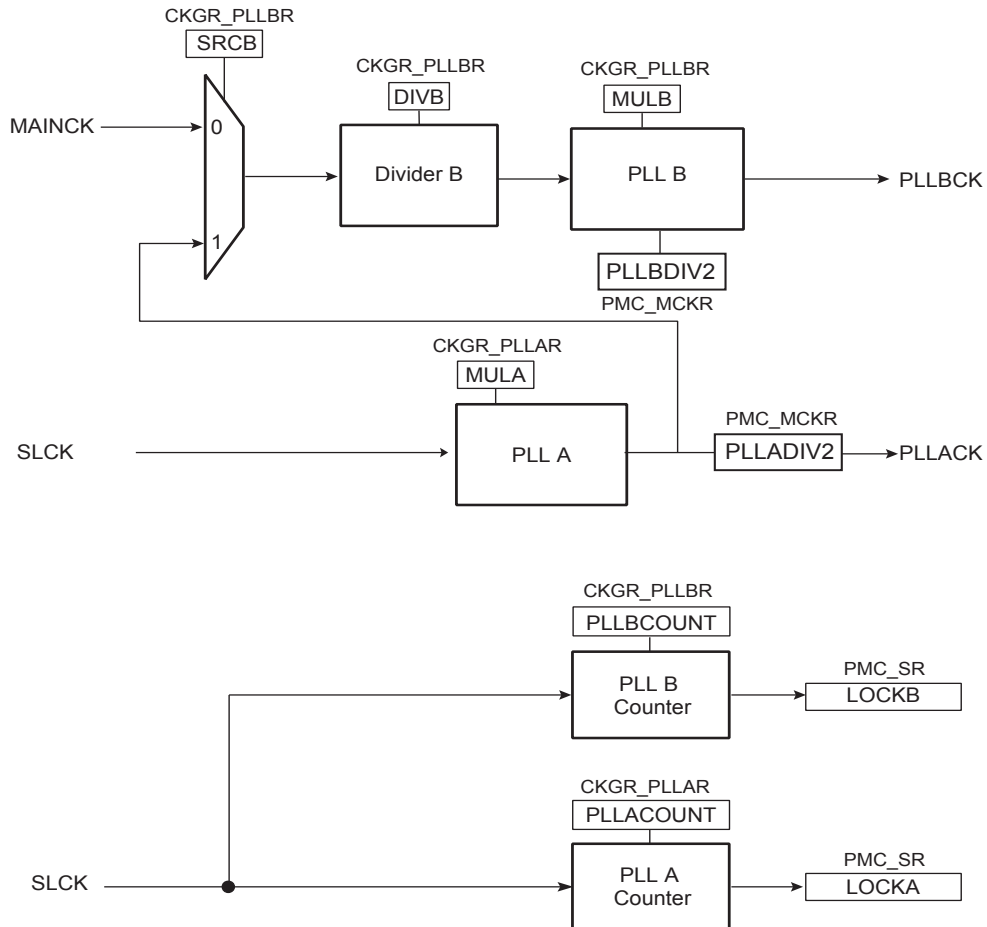 CKGR_PLLBR
SRCB
MAINCK
0
1
CKGR_PLLBR
DIVB
Divider B
CKGR_PLLBR
MULB
PLL B
PLLBDIV2
PMC_MCKR
PLLBCK
CKGR_PLLAR
MULA
SLCK
PLL A
PMC_MCKR
PLLADIV2
PLLACK
CKGR_PLLBR
PLLBCOUNT
PLL B
Counter
PMC_SR
LOCKB
CKGR_PLLAR
PLLACOUNT
SLCK
PLL A
Counter
PMC_SR
LOCKA